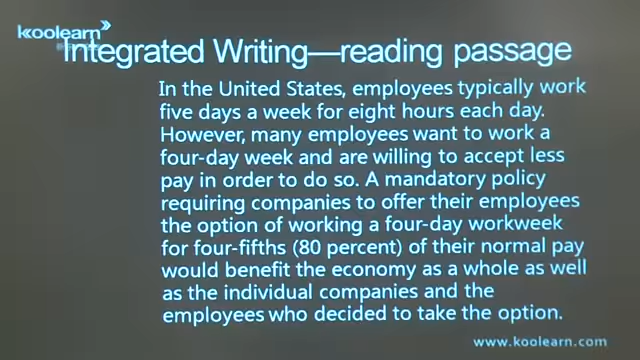 koolearn
Integrated Writing—reading passage
In the United States, employees typically work
five days a week for eight hours each day.
However, many employees want to work a
four-day week and are willing to accept less
pay in order to do so. A mandatory policy
requiring companies to offer their employees
the option of working a four-day workweek
for four-fifths (80 percent) of their normal pay
would benefit the economy as a whole as well
as the individual companies and the
employees who decided to take the option.
www.koolearn.com